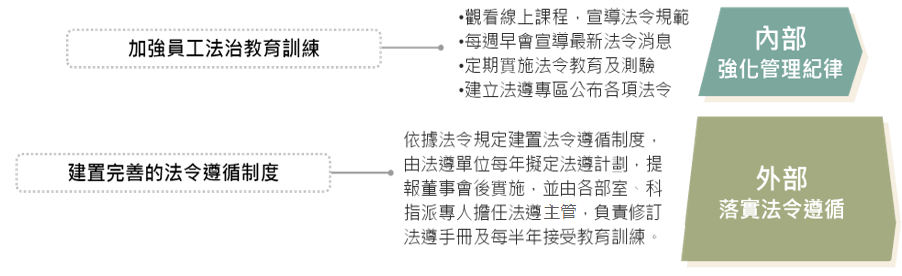 加強員工法治教育訓練
•觀看線上課程，宣導法令規範
•每週早會宣導最新法令消息
•定期實施法令教育及測驗
•建立法遵專區公布各項法令
內部
強化管理紀律
建置完善的法令遵循制度
依據法令規定建置法令遵循制度，
由法遵單位每年擬定法遵計劃，提
報董事會後實施，並由各部室、科
指派專人擔任法遵主管，負責修訂
法遵手冊及每半年接受教育訓練。
外部
落實法令遵循